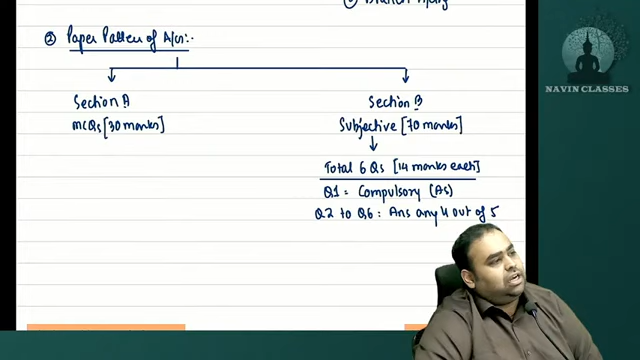 ② Paper Pattern of A/cs:-
Section A
MCQs [30 marks]
Section B
Subjective [70 marks]
Total 6 Qs [14 marks each]
Q1 : Compulsory (As)
Q2 to Q6 : Ans any 4 out of 5
NAVIN CLASSES